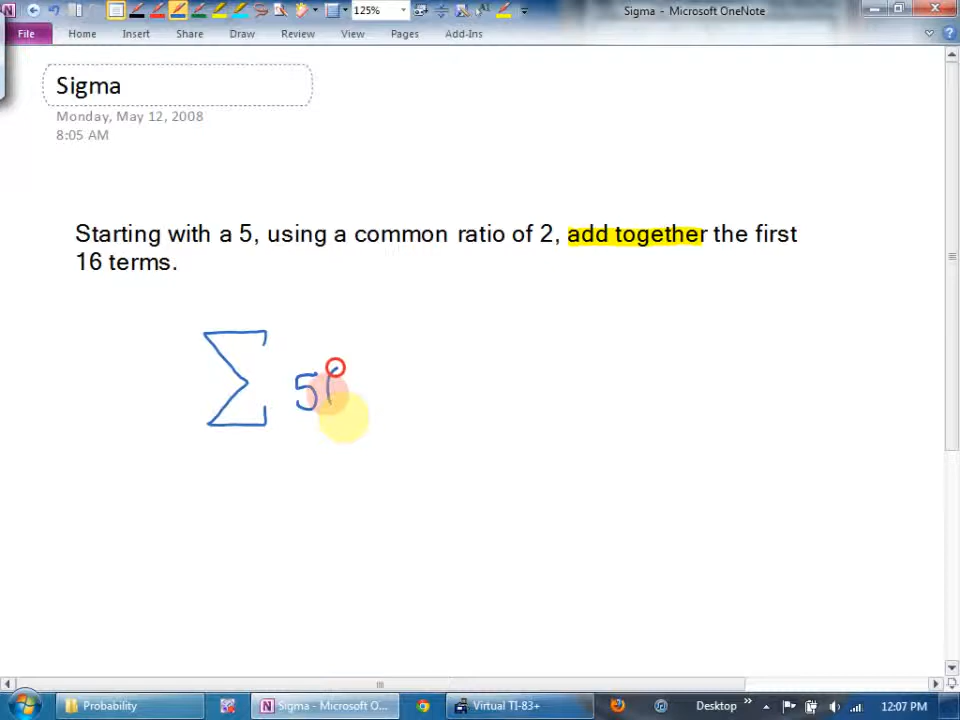 125%
Sigma - Microsoft OneNote
File Home Insert Share Draw Review View Pages Add-Ins
Sigma
Monday, May 12, 2008
8:05 AM
Starting with a 5, using a common ratio of 2, add together the first
16 terms.
Σ 5(
Probability Sigma - Microsoft O... Virtual TI-83+ Desktop 12:07 PM